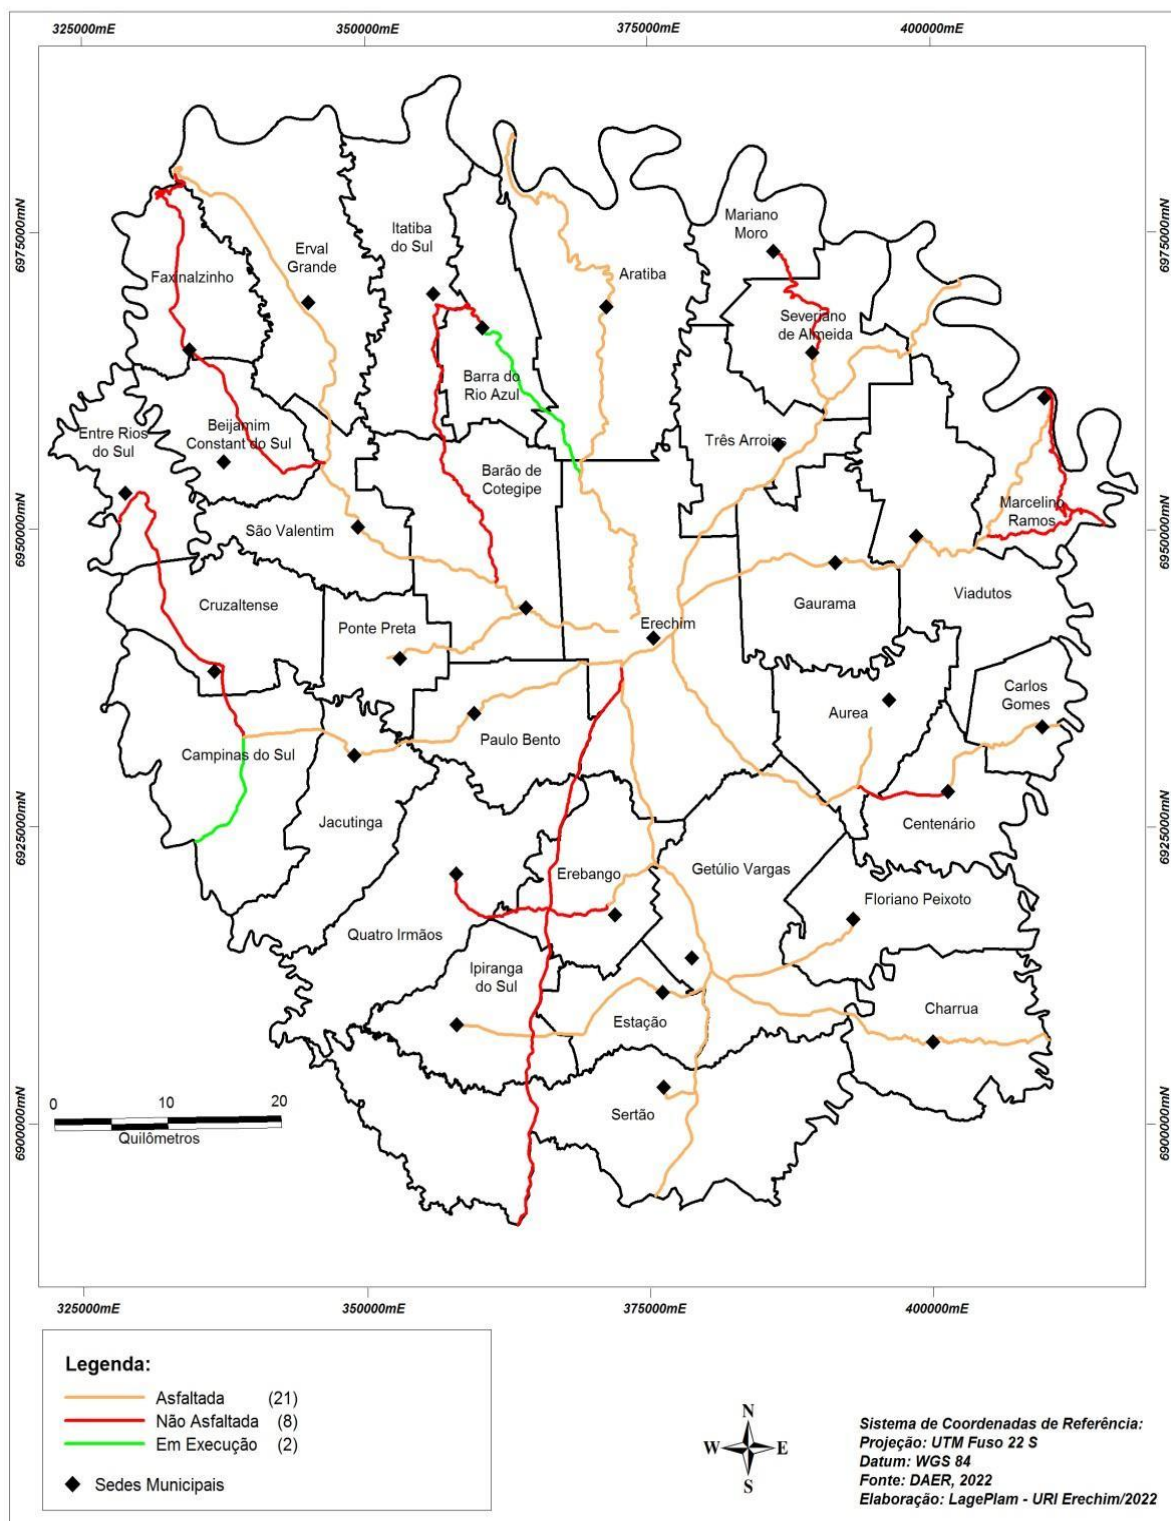 325000mE
350000mE
375000mE
400000mE
6975000mN
6975000mN
Mariano
Moro
Itatiba
do Sul
Erval
Grande
Aratiba
Faxinalzinho
Severiano
de Almeida
Barra do
Rio Azul
Beijamim
Constant do Sul
Entre Rios
do Sul
Três Arroios
Barão de
Cotegipe
Marcelino
Ramos
6950000mN
6950000mN
São Valentim
Cruzaltense
Gaurama
Viadutos
Ponte Preta
Erechim
Carlos
Gomes
Aurea
Paulo Bento
Campinas do Sul
Jacutinga
Centenário
6925000mN
6925000mN
Erebango
Getúlio Vargas
Floriano Peixoto
Quatro Irmãos
Ipiranga
do Sul
Estação
Charrua
Sertão
0
10
20
Quilômetros
6900000mN
6900000mN
325000mE
350000mE
375000mE
400000mE
Legenda:
Asfaltada (21)
Não Asfaltada (8)
Em Execução (2)
Sedes Municipais
N
W
E
S
Sistema de Coordenadas de Referência:
Projeção: UTM Fuso 22 S
Datum: WGS 84
Fonte: DAER, 2022
Elaboração: LagePlam - URI Erechim/2022